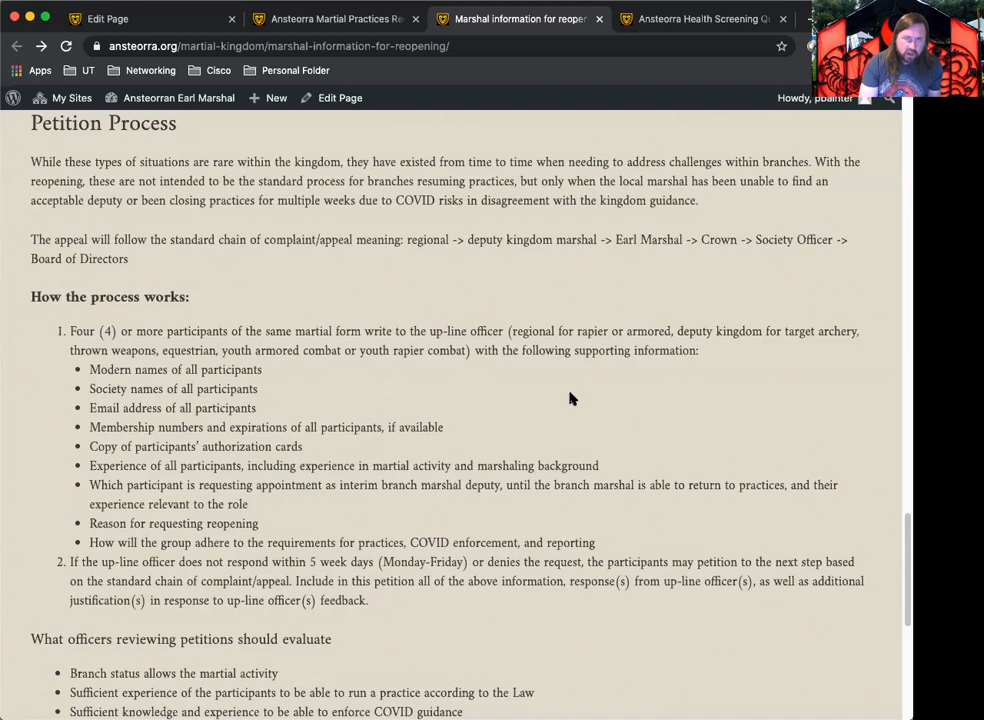 Edit Page
Ansteorra Martial Practices Re
Marshal information for reoper
Ansteorra Health Screening Q
ansteorra.org/martial-kingdom/marshal-information-for-reopening/
Apps UT Networking Cisco Personal Folder
My Sites Ansteorran Earl Marshal New Edit Page Howdy, pbainter
Petition Process
While these types of situations are rare within the kingdom, they have existed from time to time when needing to address challenges within branches. With the
reopening, these are not intended to be the standard process for branches resuming practices, but only when the local marshal has been unable to find an
acceptable deputy or been closing practices for multiple weeks due to COVID risks in disagreement with the kingdom guidance.
The appeal will follow the standard chain of complaint/appeal meaning: regional -> deputy kingdom marshal -> Earl Marshal -> Crown -> Society Officer ->
Board of Directors
How the process works:
1. Four (4) or more participants of the same martial form write to the up-line officer (regional for rapier or armored, deputy kingdom for target archery,
thrown weapons, equestrian, youth armored combat or youth rapier combat) with the following supporting information:
• Modern names of all participants
• Society names of all participants
• Email address of all participants
• Membership numbers and expirations of all participants, if available
• Copy of participants' authorization cards
• Experience of all participants, including experience in martial activity and marshaling background
• Which participant is requesting appointment as interim branch marshal deputy, until the branch marshal is able to return to practices, and their
experience relevant to the role
• Reason for requesting reopening
• How will the group adhere to the requirements for practices, COVID enforcement, and reporting
2. If the up-line officer does not respond within 5 week days (Monday-Friday) or denies the request, the participants may petition to the next step based
on the standard chain of complaint/appeal. Include in this petition all of the above information, response(s) from up-line officer(s), as well as additional
justification(s) in response to up-line officer(s) feedback.
What officers reviewing petitions should evaluate
• Branch status allows the martial activity
• Sufficient experience of the participants to be able to run a practice according to the Law
• Sufficient knowledge and experience to be able to enforce COVID guidance